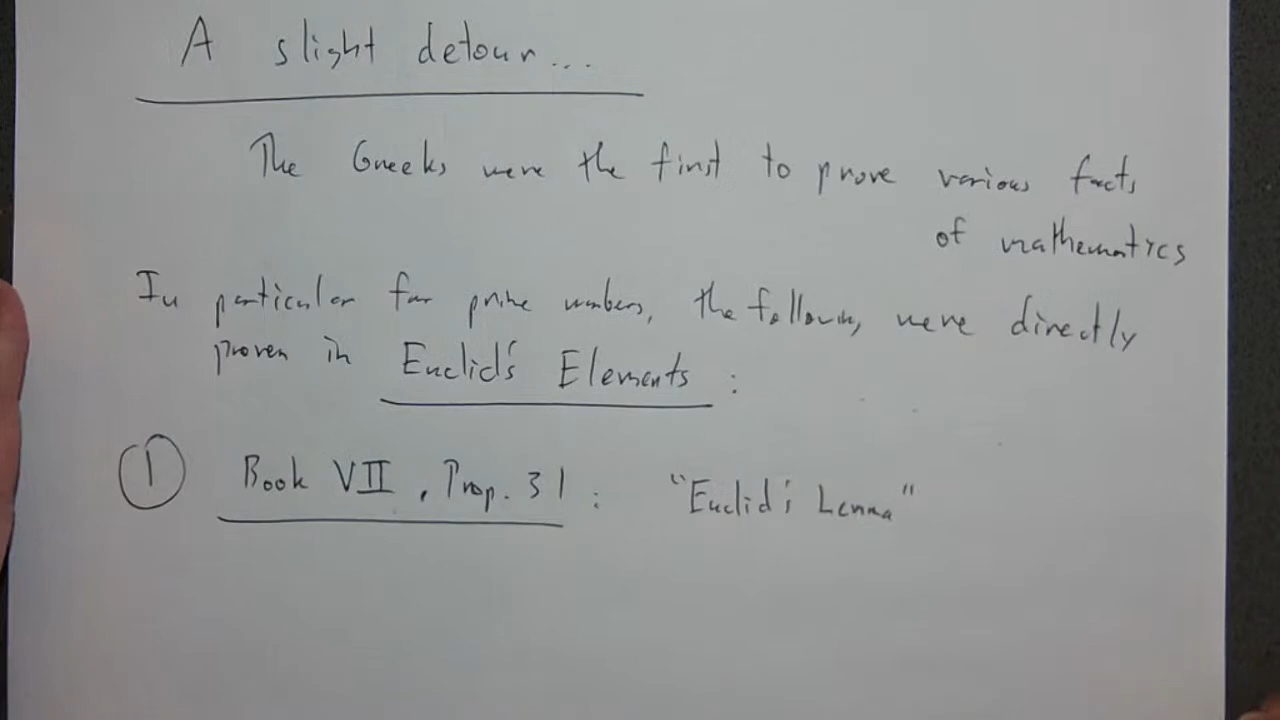 A slight detour...
The Greeks were the first to prove various facts
of mathematics
In particular for prime numbers, the following were directly
proven in Euclid's Elements :
① Book VII, Prop. 31 : "Euclid's Lemma"